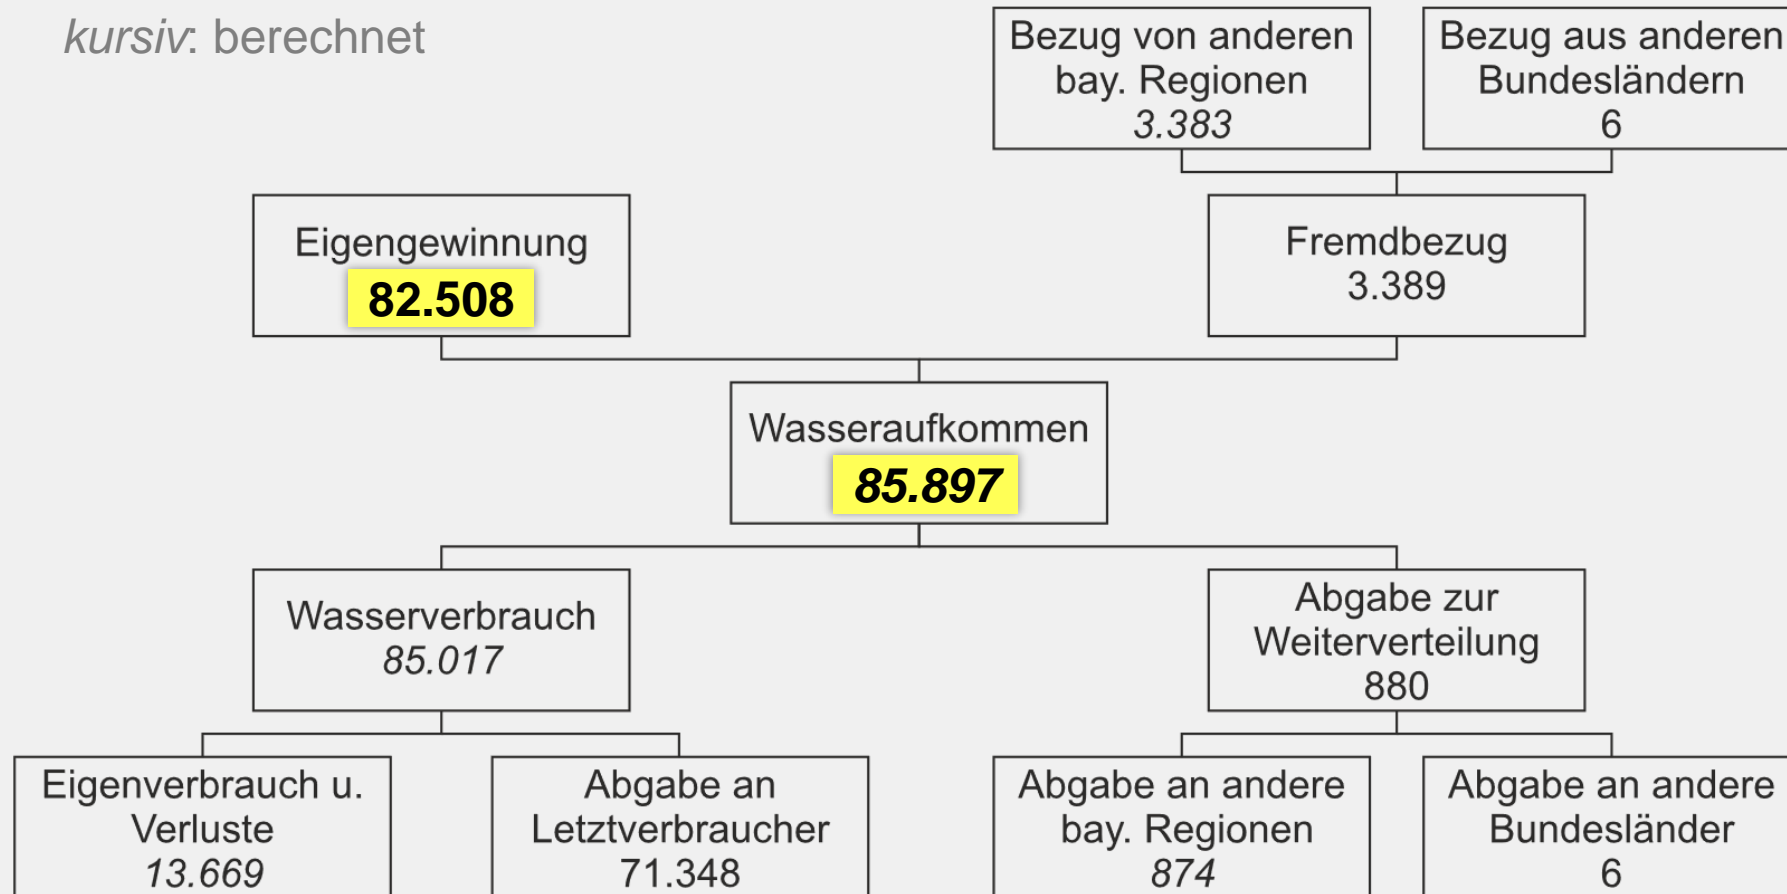 kursiv: berechnet
Bezug von anderen
bay. Regionen
3.383
Bezug aus anderen
Bundesländern
6
Eigengewinnung
82.508
Fremdbezug
3.389
Wasseraufkommen
85.897
Wasserverbrauch
85.017
Abgabe zur
Weiterverteilung
880
Eigenverbrauch u.
Verluste
13.669
Abgabe an
Letztverbraucher
71.348
Abgabe an andere
bay. Regionen
874
Abgabe an andere
Bundesländer
6